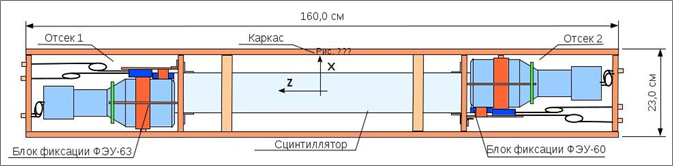 160,0 см
Отсек 1
Каркас
Отсек 2
Рис. ???
X
Z
23,0 см
Блок фиксации ФЭУ-63
Сцинтиллятор
Блок фиксации ФЭУ-60